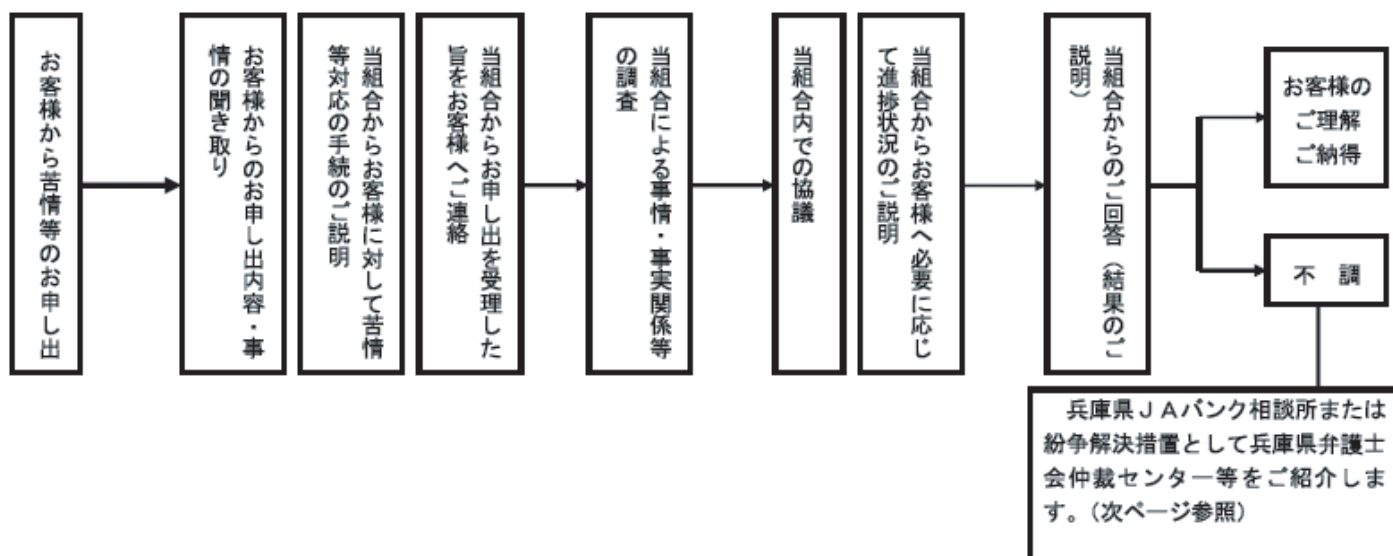 お客様から苦情等のお申し出
お客様からのお申し出内容・事
情の聞き取り
当組合からお客様に対して苦情
等対応の手続のご説明
当組合からお申し出を受理した
旨をお客様へご連絡
当組合による事情・事実関係等
の調査
当組合内での協議
当組合からお客様へ必要に応じ
て進捗状況のご説明
当組合からのご回答（結果のご
説明）
お客様の
ご理解
ご納得
不　調
兵庫県ＪＡバンク相談所または
紛争解決措置として兵庫県弁護士
会仲裁センター等をご紹介しま
す。（次ページ参照）